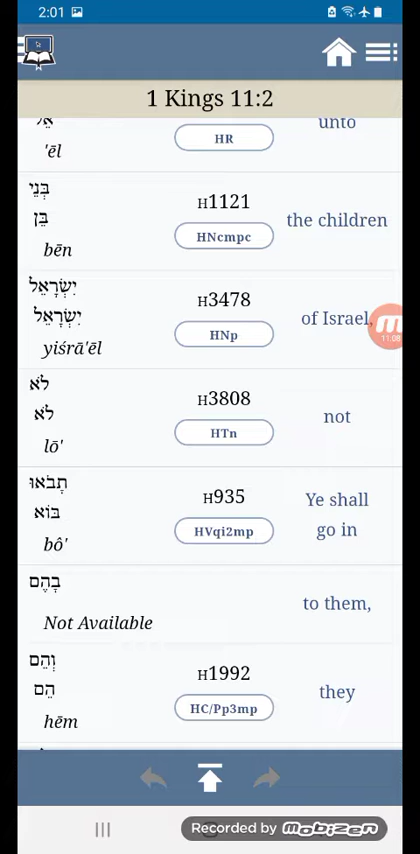 2:01
1 Kings 11:2
אֶל
'ēl
HR
unto
בְּנֵי
בֵּן
bēn
H1121
HNcmpc
the children
יִשְׂרָאֵל
יִשְׂרָאֵל
yiśrā'ēl
H3478
HNp
of Israel,
11:08
לֹא
לֹא
lō'
H3808
HTn
not
תָבֹאוּ
בּוֹא
bô'
H935
HVqi2mp
Ye shall
go in
בָהֶם
Not Available
to them,
וְהֵם
הֵם
hēm
H1992
HC/Pp3mp
they
Recorded by mobizen